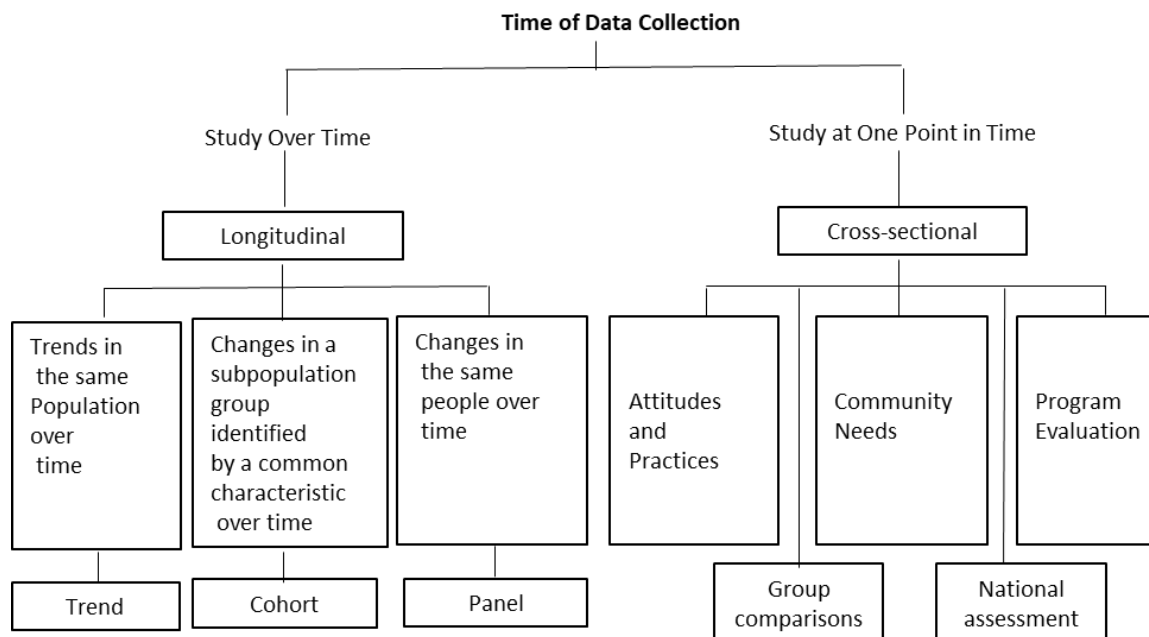 Time of Data Collection
Study Over Time
Study at One Point in Time
Longitudinal
Cross-sectional
Trends in
the same
Population
over
time
Changes in a
subpopulation
group
identified
by a common
characteristic
over time
Changes in
the same
people over
time
Attitudes
and
Practices
Community
Needs
Program
Evaluation
Trend
Cohort
Panel
Group
comparisons
National
assessment